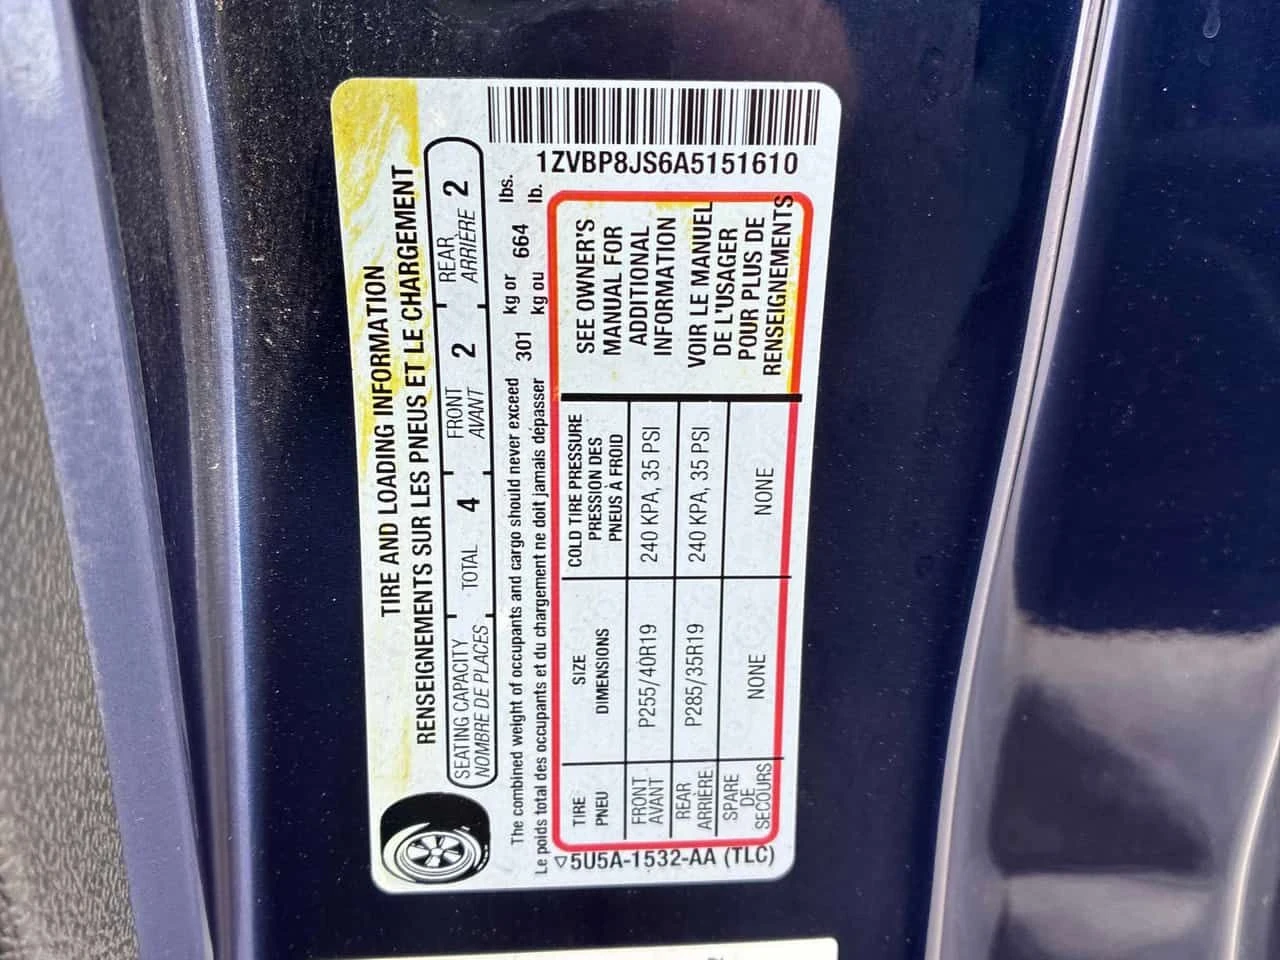 1ZVBP8JS6A5151610
TIRE AND LOADING INFORMATION
RENSEIGNEMENTS SUR LES PNEUS ET LE CHARGEMENT
SEATING CAPACITY
NOMBRE DE PLACES
TOTAL 4
FRONT
AVANT 2
REAR
ARRIÈRE 2
The combined weight of occupants and cargo should never exceed 301 kg or 664 lbs.
Le poids total des occupants et du chargement ne doit jamais dépasser kg ou lb.
TIRE
PNEU
SIZE
DIMENSIONS
COLD TIRE PRESSURE
PRESSION DES
PNEUS À FROID
FRONT
AVANT
P255/40R19
240 KPA, 35 PSI
REAR
ARRIÈRE
P285/35R19
240 KPA, 35 PSI
SPARE
DE
SECOURS
NONE
NONE
SEE OWNER'S
MANUAL FOR
ADDITIONAL
INFORMATION
VOIR LE MANUEL
DE L'USAGER
POUR PLUS DE
RENSEIGNEMENTS
5U5A-1532-AA (TLC)